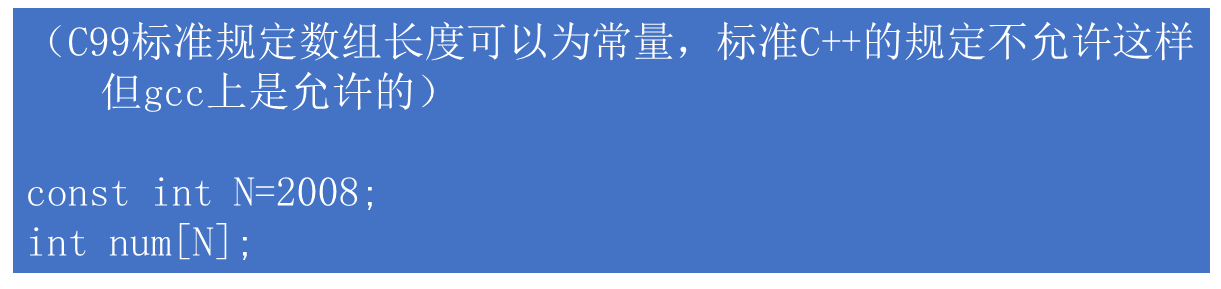 （C99标准规定数组长度可以为常量，标准C++的规定不允许这样
但gcc上是允许的）
const int N=2008;
int num[N];